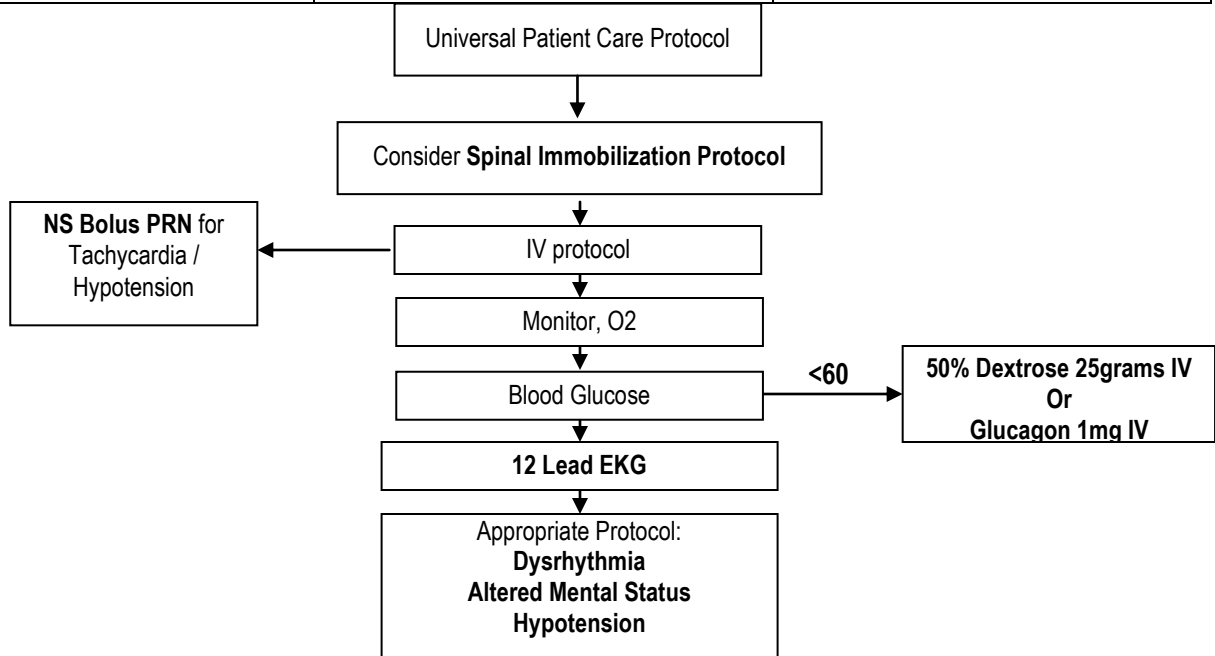 Universal Patient Care Protocol
Consider Spinal Immobilization Protocol
NS Bolus PRN for
Tachycardia /
Hypotension
IV protocol
Monitor, O2
Blood Glucose
<60
50% Dextrose 25grams IV
Or
Glucagon 1mg IV
12 Lead EKG
Appropriate Protocol:
Dysrhythmia
Altered Mental Status
Hypotension